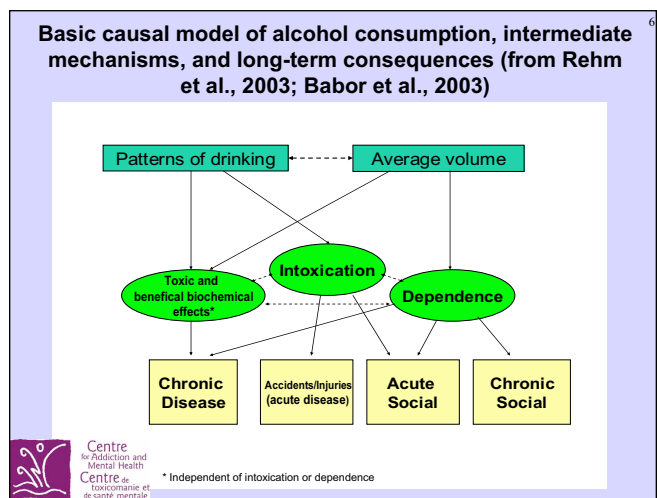 6
Basic causal model of alcohol consumption, intermediate
mechanisms, and long-term consequences (from Rehm
et al., 2003; Babor et al., 2003)
Patterns of drinking
Average volume
Intoxication
Toxic and
benefical biochemical
effects*
Dependence
Chronic
Disease
Accidents/Injuries
(acute disease)
Acute
Social
Chronic
Social
Centre
for Addiction and
Mental Health
Centre de
toxicomanie et
de santé mentale
* Independent of intoxication or dependence